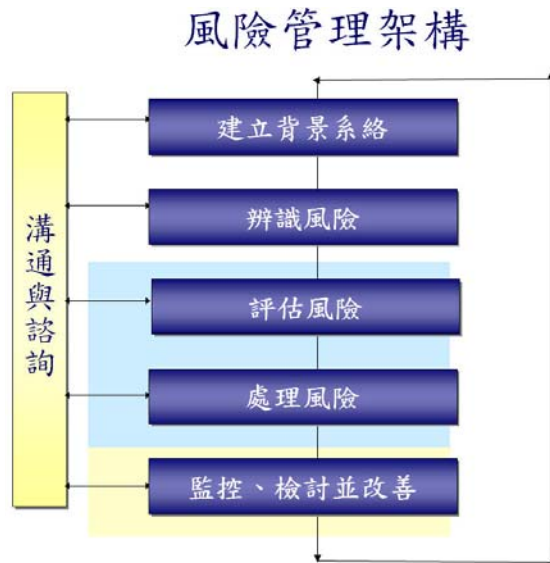 風險管理架構
建立背景系絡
辨識風險
溝通與諮詢
評估風險
處理風險
監控、檢討並改善